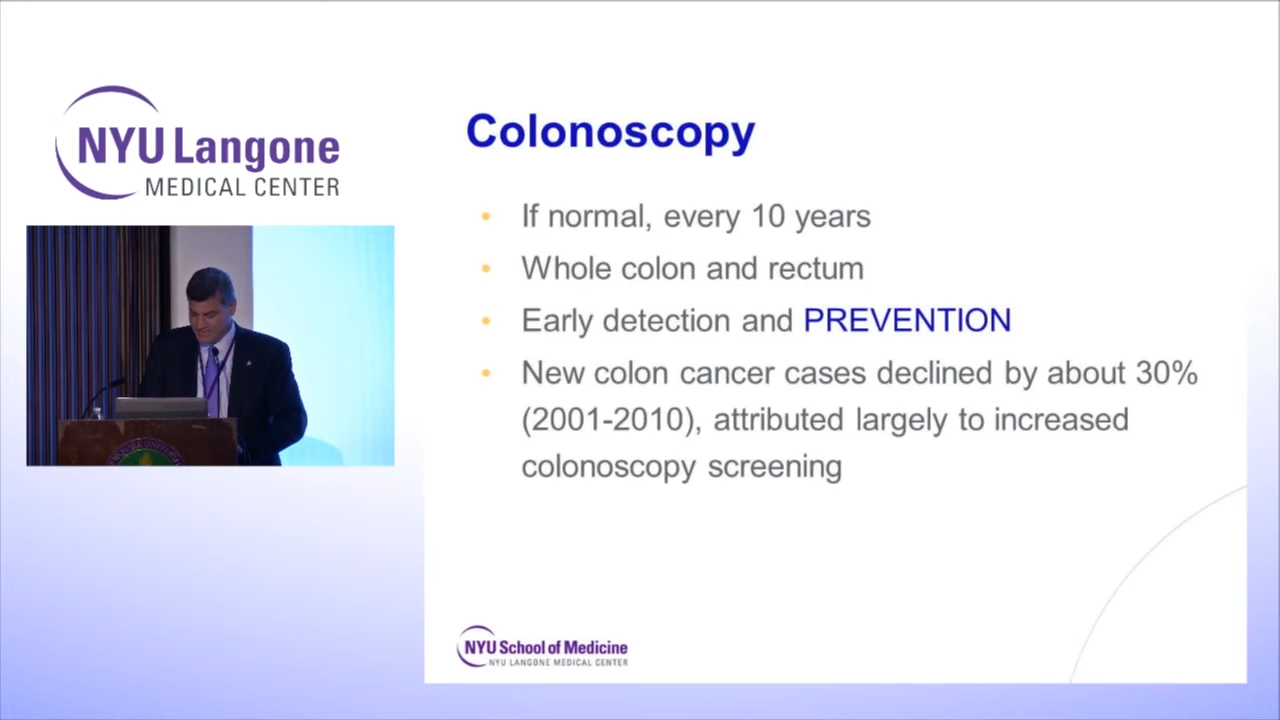 NYU Langone
MEDICAL CENTER
Colonoscopy
• If normal, every 10 years
• Whole colon and rectum
• Early detection and PREVENTION
• New colon cancer cases declined by about 30%
(2001-2010), attributed largely to increased
colonoscopy screening
NYU School of Medicine
NYU LANGONE MEDICAL CENTER